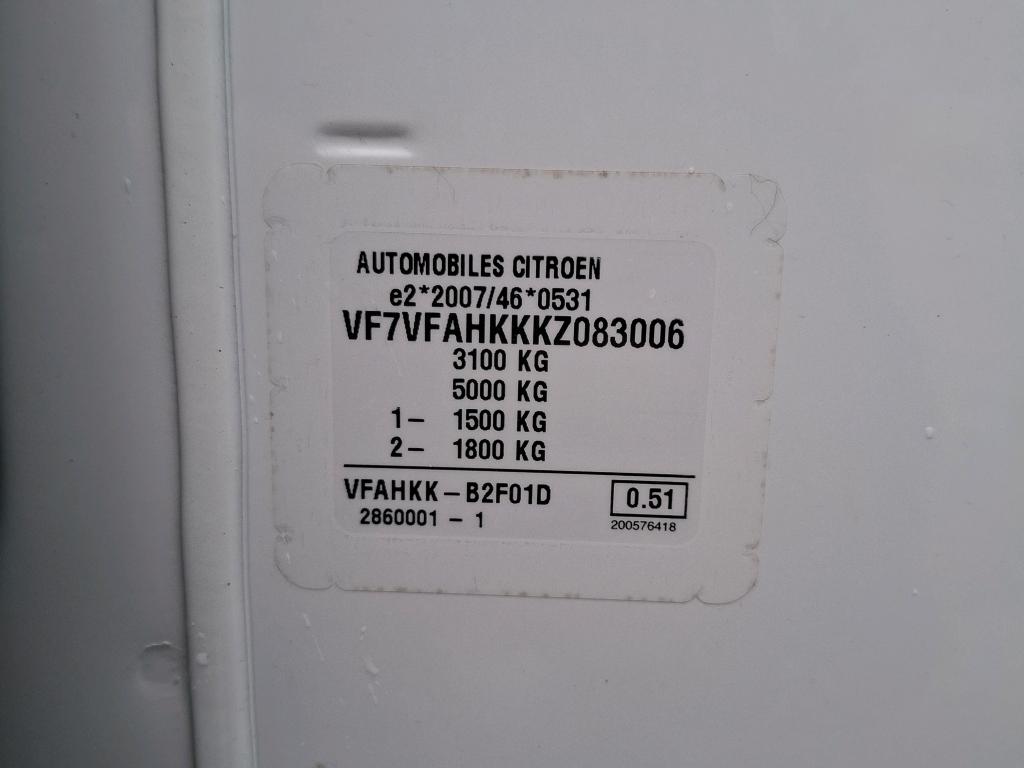 AUTOMOBILES CITROEN
e2*2007/46*0531
VF7VFAHKKKZ083006
3100 KG
5000 KG
1- 1500 KG
2- 1800 KG
VFAHKK-B2F01D 0.51
2860001 - 1 200576418